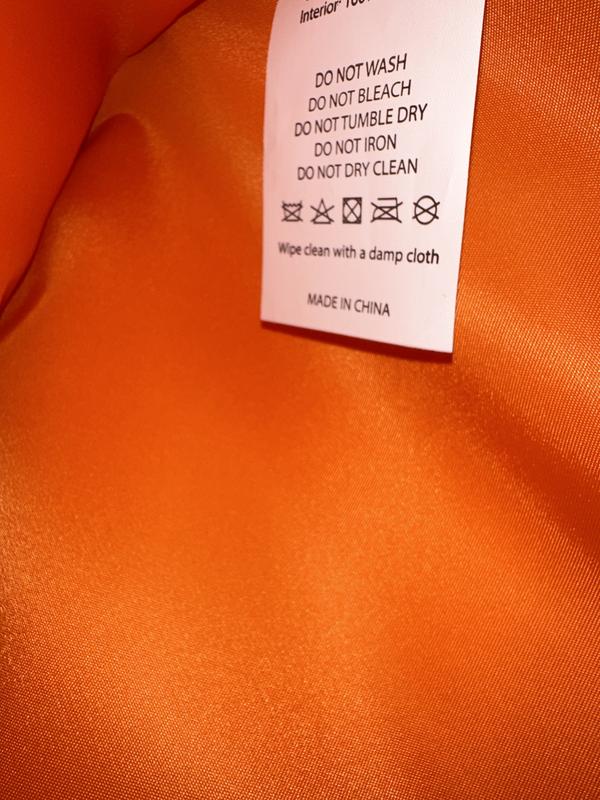 Interior
DO NOT WASH
DO NOT BLEACH
DO NOT TUMBLE DRY
DO NOT IRON
DO NOT DRY CLEAN
Wipe clean with a damp cloth
MADE IN CHINA